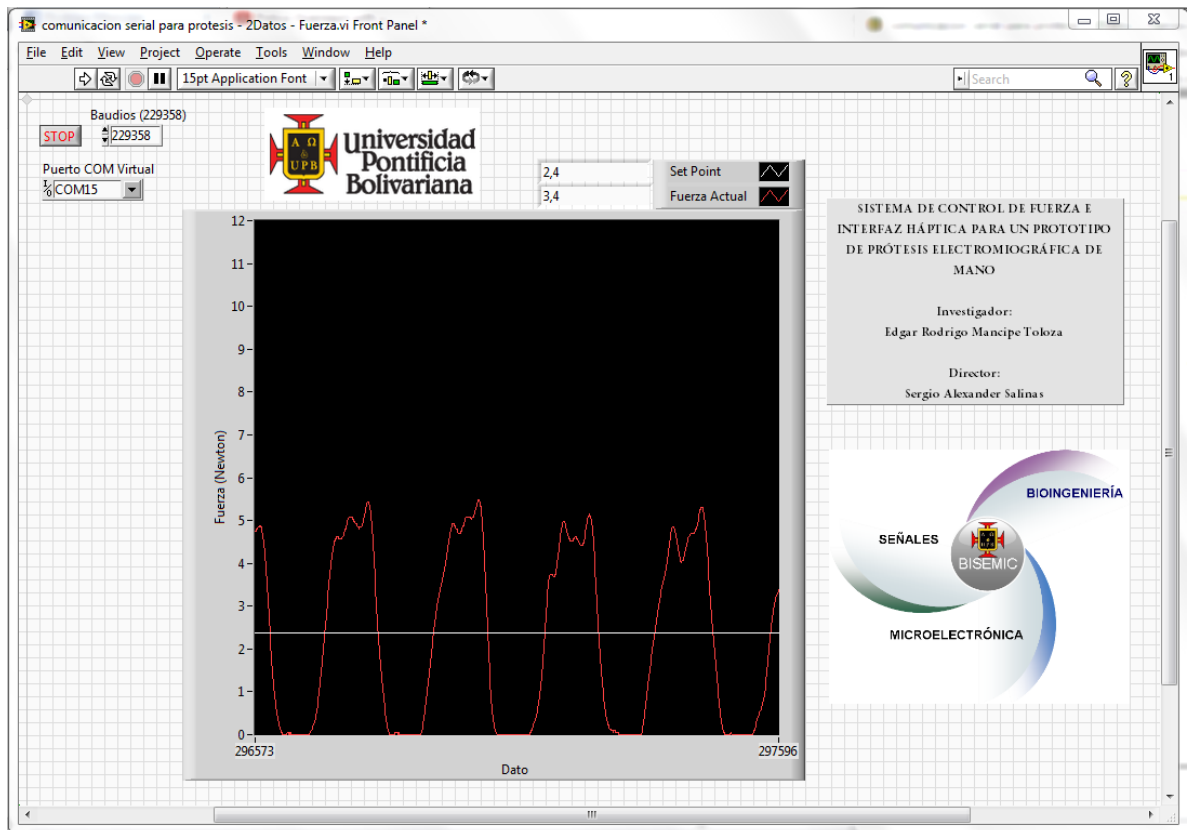 comunicacion serial para protesis - 2Datos - Fuerza.vi Front Panel *
File Edit View Project Operate Tools Window Help
15pt Application Font
Search
?
1
Baudios (229358)
STOP
229358
Puerto COM Virtual
I/O COM15
A Ω
&
UPB
Universidad
Pontificia
Bolivariana
2,4
Set Point
3,4
Fuerza Actual
SISTEMA DE CONTROL DE FUERZA E
INTERFAZ HÁPTICA PARA UN PROTOTIPO
DE PRÓTESIS ELECTROMIOGRÁFICA DE
MANO
Investigador:
Edgar Rodrigo Mancipe Toloza
Director:
Sergio Alexander Salinas
12
11
10
9
8
7
6
5
4
3
2
1
0
Fuerza (Newton)
296573
297596
Dato
BIOINGENIERÍA
SEÑALES
BISEMIC
MICROELECTRÓNICA